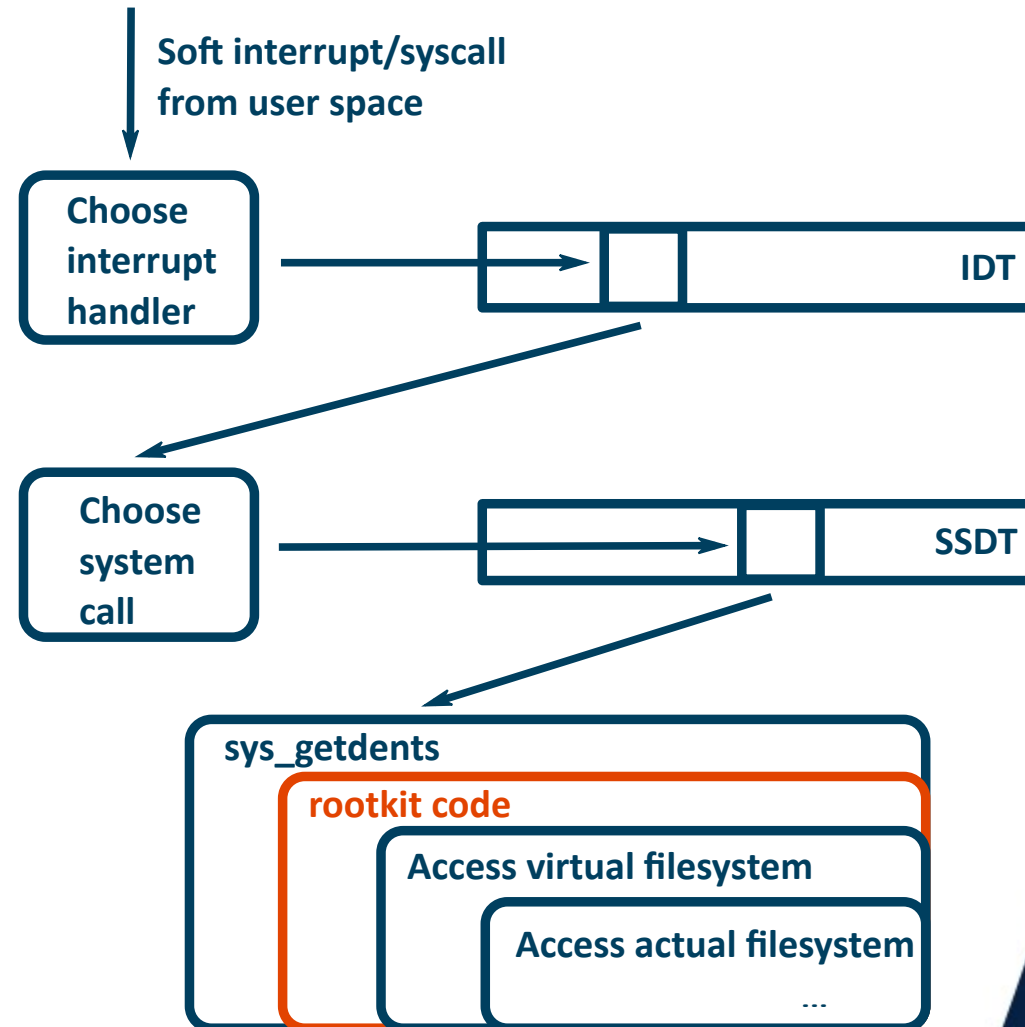 Soft interrupt/syscall
from user space
Choose
interrupt
handler
IDT
Choose
system
call
SSDT
sys_getdents
rootkit code
Access virtual filesystem
Access actual filesystem
...